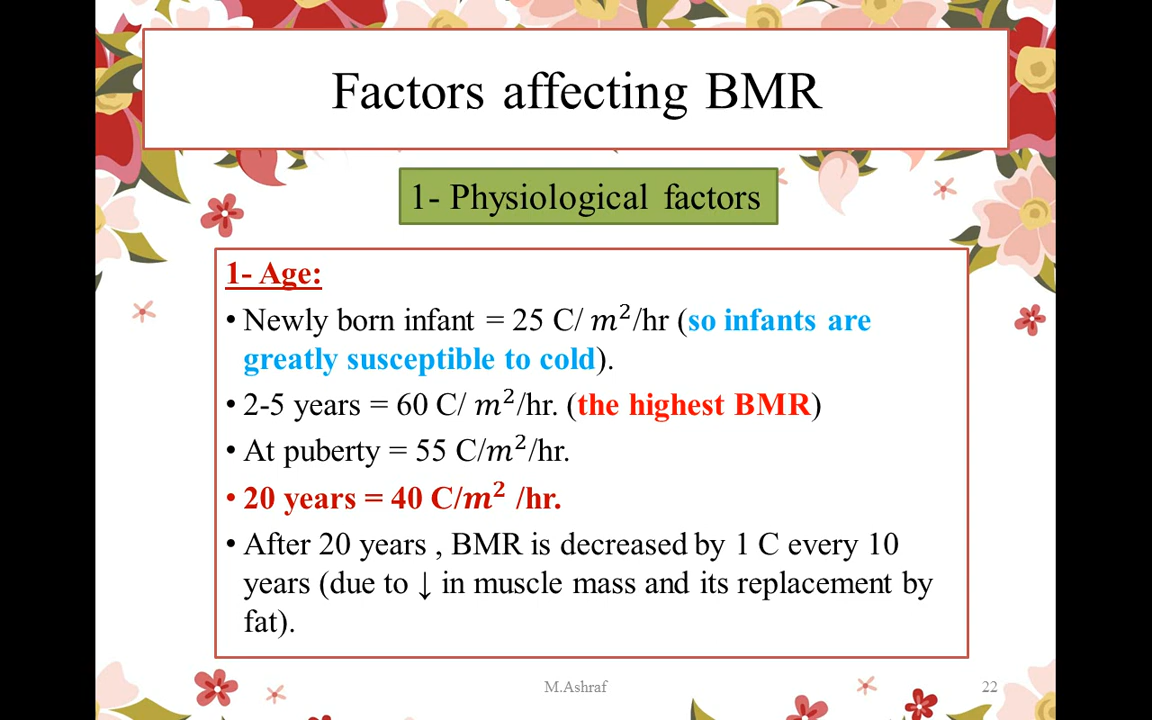 Factors affecting BMR
1- Physiological factors
1- Age:
• Newly born infant = 25 C/ m²/hr (so infants are
greatly susceptible to cold).
• 2-5 years = 60 C/ m²/hr. (the highest BMR)
• At puberty = 55 C/m²/hr.
• 20 years = 40 C/m² /hr.
• After 20 years , BMR is decreased by 1 C every 10
years (due to ↓ in muscle mass and its replacement by
fat).
M.Ashraf
22